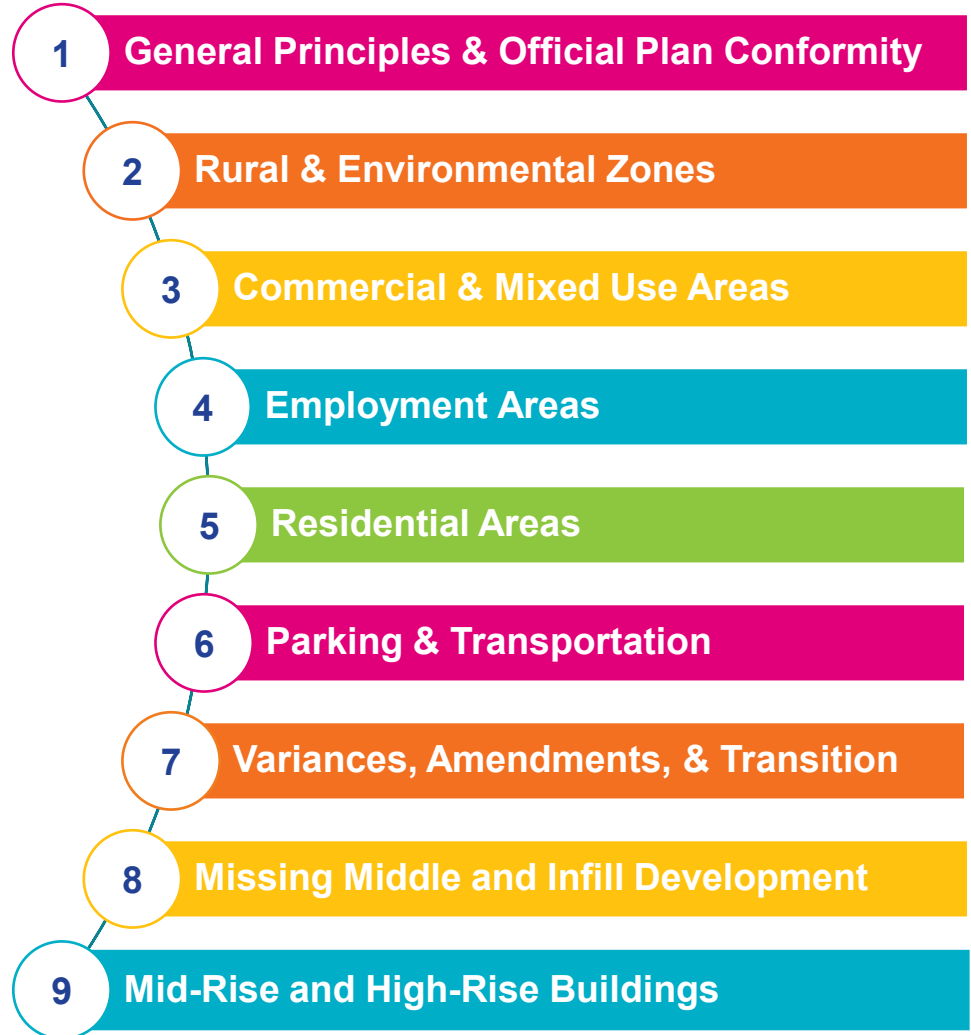 1 General Principles & Official Plan Conformity
2 Rural & Environmental Zones
3 Commercial & Mixed Use Areas
4 Employment Areas
5 Residential Areas
6 Parking & Transportation
7 Variances, Amendments, & Transition
8 Missing Middle and Infill Development
9 Mid-Rise and High-Rise Buildings